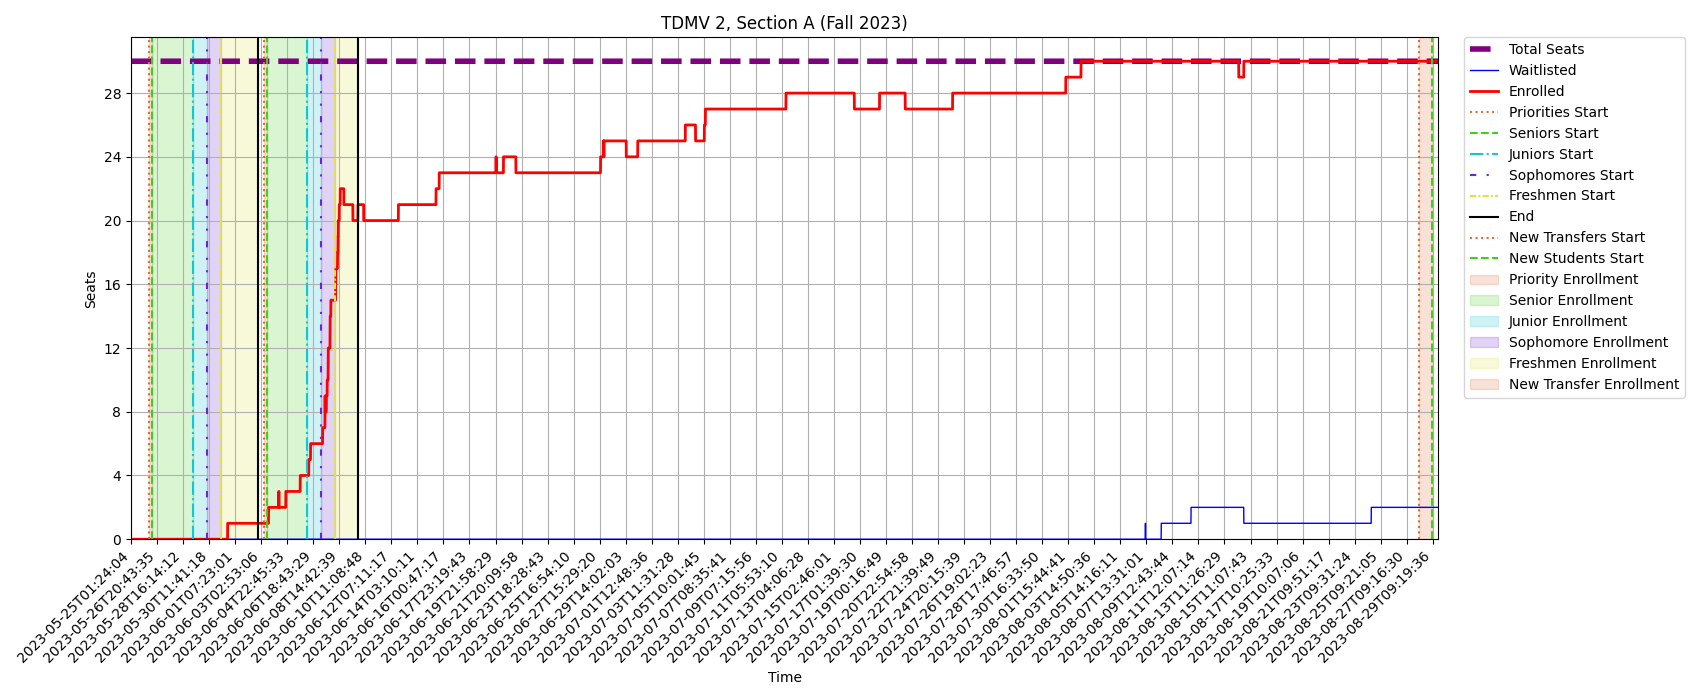 TDMV 2, Section A (Fall 2023)
Seats
28
24
20
16
12
8
4
0
2023-05-25T01:24:04
2023-05-26T20:43:35
2023-05-28T16:14:12
2023-05-30T11:41:18
2023-06-01T07:23:01
2023-06-03T02:53:06
2023-06-04T22:45:33
2023-06-06T18:43:29
2023-06-08T14:42:39
2023-06-10T11:08:48
2023-06-12T07:11:17
2023-06-14T03:10:11
2023-06-16T00:47:17
2023-06-17T23:19:43
2023-06-19T21:58:29
2023-06-21T20:09:58
2023-06-23T18:28:43
2023-06-25T16:54:10
2023-06-27T15:29:20
2023-06-29T14:02:03
2023-07-01T12:48:36
2023-07-03T11:31:28
2023-07-05T10:01:45
2023-07-07T08:35:41
2023-07-09T07:15:56
2023-07-11T05:53:10
2023-07-13T04:06:28
2023-07-15T02:46:01
2023-07-17T01:39:30
2023-07-19T00:16:49
2023-07-20T22:54:58
2023-07-22T21:39:49
2023-07-24T20:15:39
2023-07-26T19:02:23
2023-07-28T17:46:57
2023-07-30T16:33:50
2023-08-01T15:44:41
2023-08-03T14:50:36
2023-08-05T14:16:11
2023-08-07T13:31:01
2023-08-09T12:43:44
2023-08-11T12:07:14
2023-08-13T11:26:29
2023-08-15T11:07:43
2023-08-17T10:25:33
2023-08-19T10:07:06
2023-08-21T09:51:17
2023-08-23T09:31:24
2023-08-25T09:21:05
2023-08-27T09:16:30
2023-08-29T09:19:36
Time
Total Seats
Waitlisted
Enrolled
Priorities Start
Seniors Start
Juniors Start
Sophomores Start
Freshmen Start
End
New Transfers Start
New Students Start
Priority Enrollment
Senior Enrollment
Junior Enrollment
Sophomore Enrollment
Freshmen Enrollment
New Transfer Enrollment